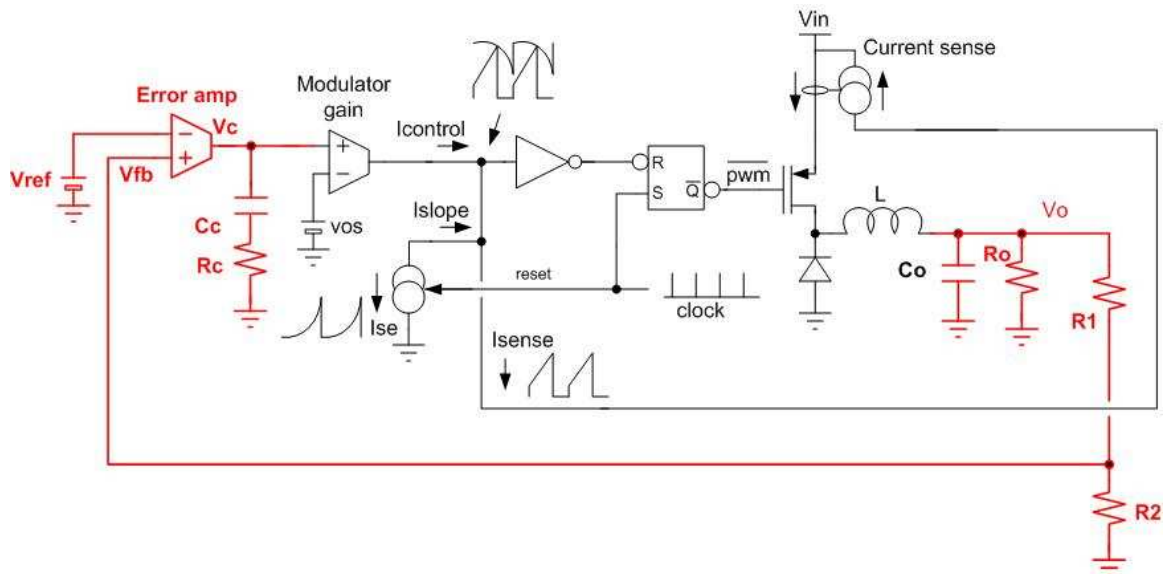 Vin
Current sense
Modulator
gain
Error amp
Vc
Icontrol
+
−
−
+
R
S
Q
pwm
Vref
Vfb
vos
Islope
L
Vo
Cc
Rc
Co
Ro
reset
clock
Ise
R1
Isense
R2